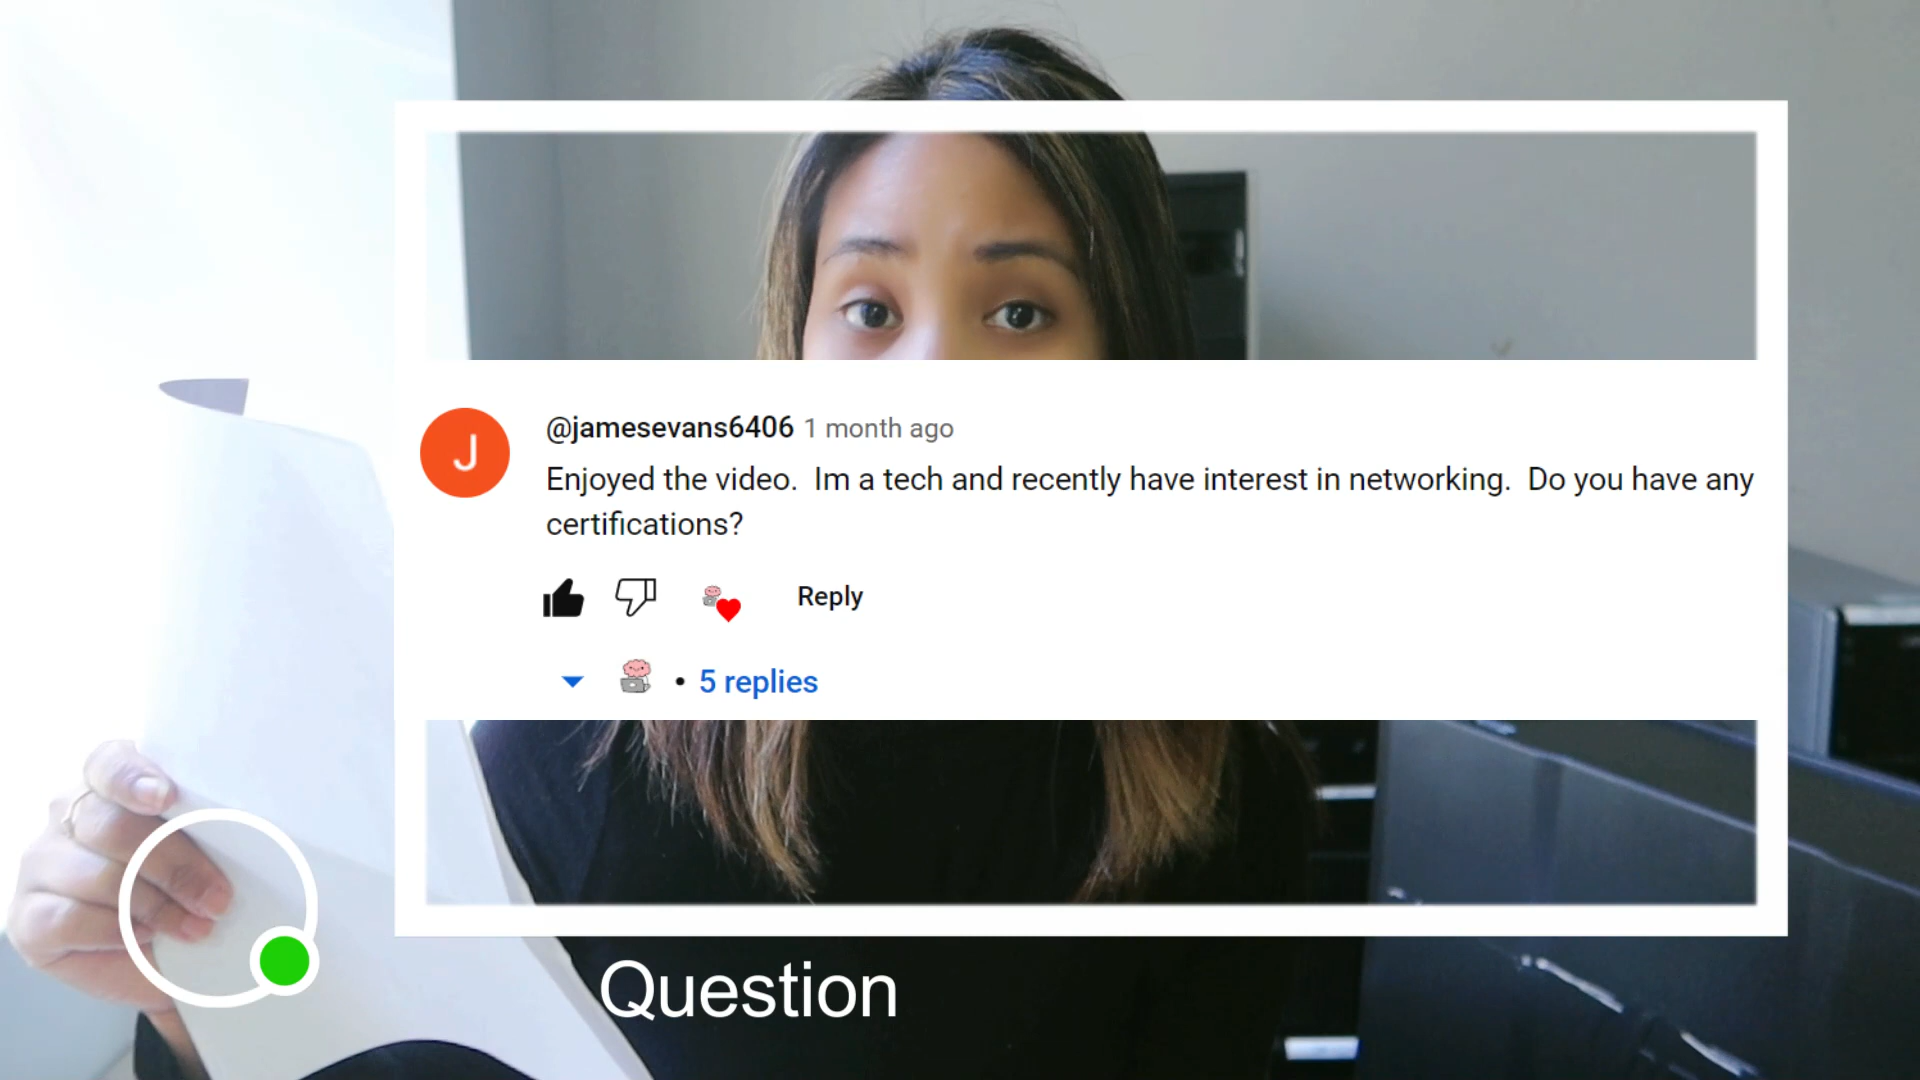 J
@jamesevans6406 1 month ago
Enjoyed the video.  Im a tech and recently have interest in networking.  Do you have any
certifications?
Reply
• 5 replies
Question